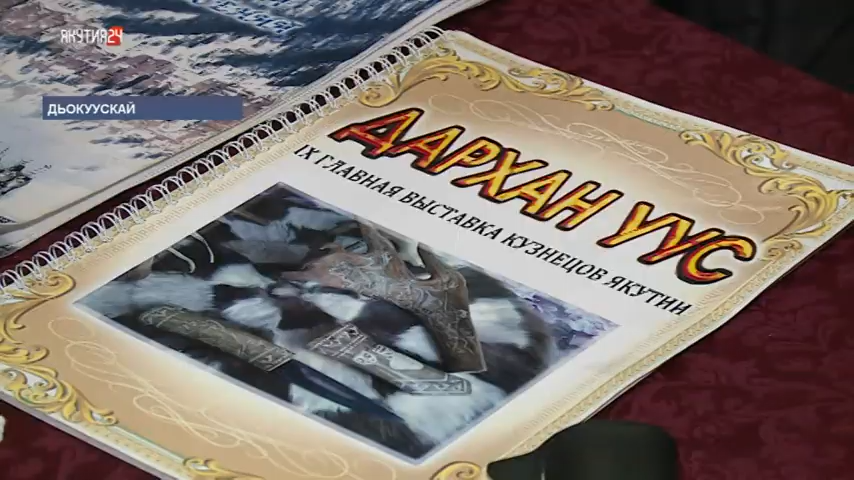 ЯКУТИЯ24
ДЬОКУУСКАЙ
ДАРХАН УУС
IX ГЛАВНАЯ ВЫСТАВКА КУЗНЕЦОВ ЯКУТИИ